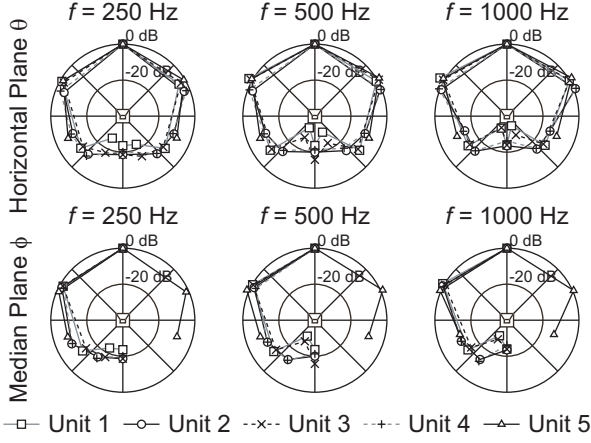 f = 250 Hz f = 500 Hz f = 1000 Hz
Horizontal Plane θ
0 dB 0 dB 0 dB
-20 dB -20 dB -20 dB
f = 250 Hz f = 500 Hz f = 1000 Hz
Median Plane ϕ
0 dB 0 dB 0 dB
-20 dB -20 dB -20 dB
Unit 1 Unit 2 Unit 3 Unit 4 Unit 5